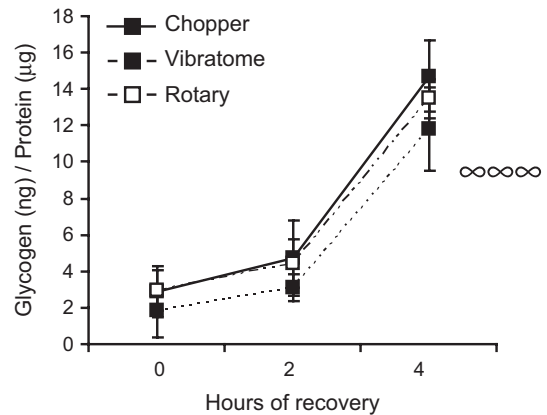 18
16
14
12
10
8
6
4
2
0
Glycogen (ng) / Protein (μg)
Chopper
Vibratome
Rotary
∞∞∞
0 2 4
Hours of recovery